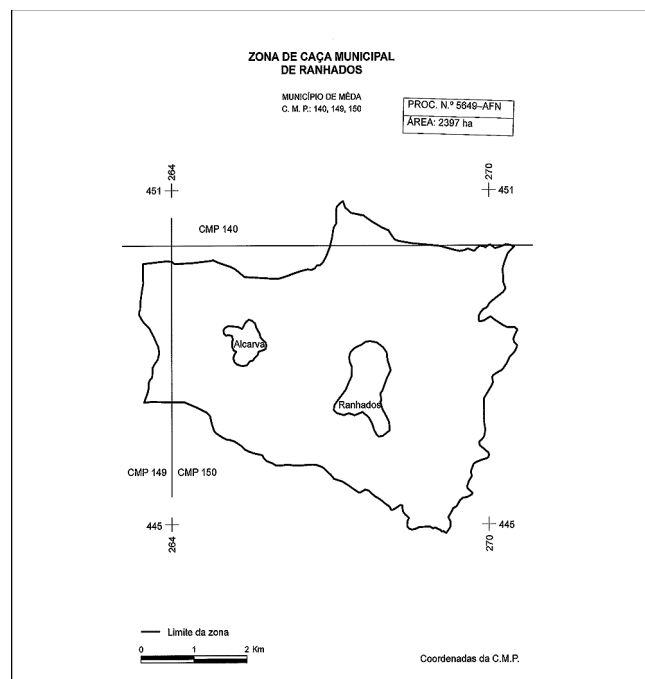 ZONA DE CAÇA MUNICIPAL
DE RANHADOS
MUNICÍPIO DE MÊDA
C. M. P.: 140, 149, 150
PROC. N.º 5649–AFN
ÁREA: 2397 ha
264
270
451
451
CMP 140
Alcarva
Ranhados
CMP 149
CMP 150
445
445
264
270
Limite da zona
0 1 2 Km
Coordenadas da C.M.P.